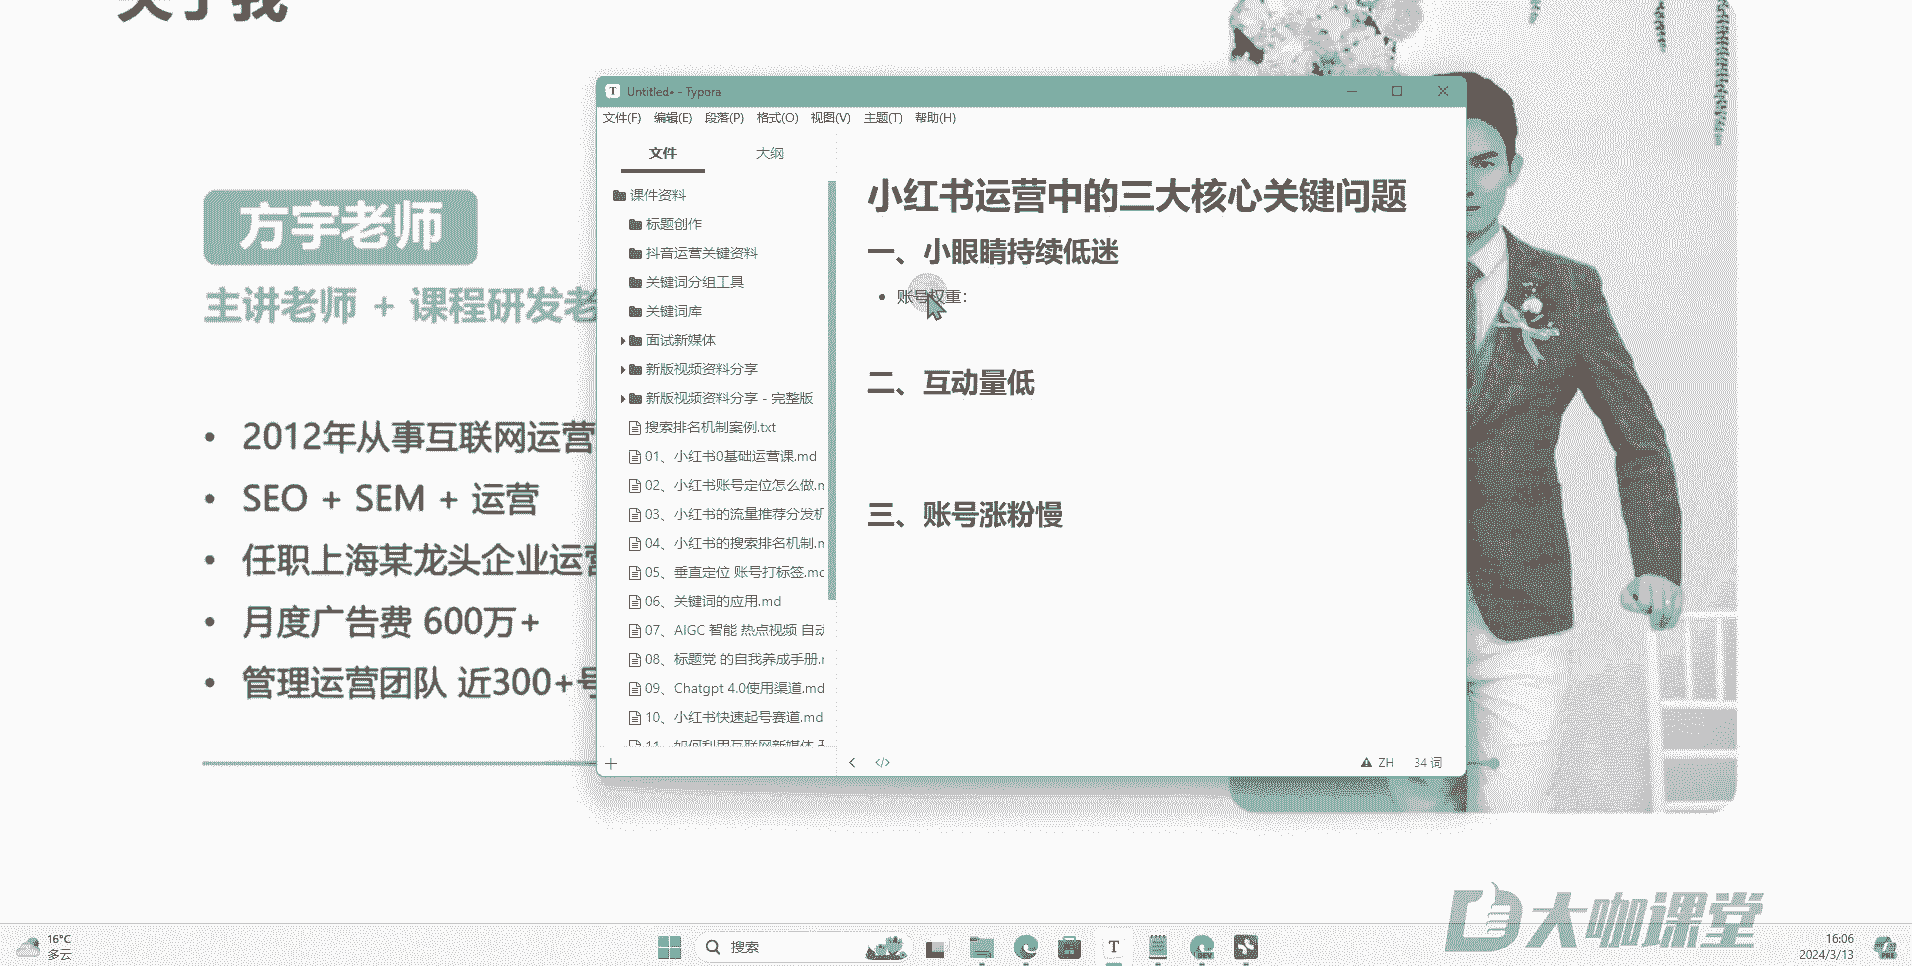 关于我
方宇老师
主讲老师 + 课程研发老
2012年从事互联网运营
SEO + SEM + 运营
任职上海某龙头企业运营
月度广告费 600万+
管理运营团队 近300+号
Untitled• - Typora
文件(F) 编辑(E) 段落(P) 格式(O) 视图(V) 主题(T) 帮助(H)
文件 大纲
课件资料
标题创作
抖音运营关键资料
关键词分组工具
关键词库
面试新媒体
新版视频资料分享
新版视频资料分享 - 完整版
搜索排名机制案例.txt
01、小红书0基础运营课.md
02、小红书账号定位怎么做.m
03、小红书的流量推荐分发机
04、小红书的搜索排名机制.m
05、垂直定位 账号打标签.md
06、关键词的应用.md
07、AIGC 智能 热点视频 自动
08、标题党 的自我养成手册.m
09、Chatgpt 4.0使用渠道.md
10、小红书快速起号赛道.md
11、如何利用互联网新媒体
小红书运营中的三大核心关键问题
一、小眼睛持续低迷
账号权重：
二、互动量低
三、账号涨粉慢
ZH 34 词
大咖课堂
16°C
多云
搜索
16:06
2024/3/13